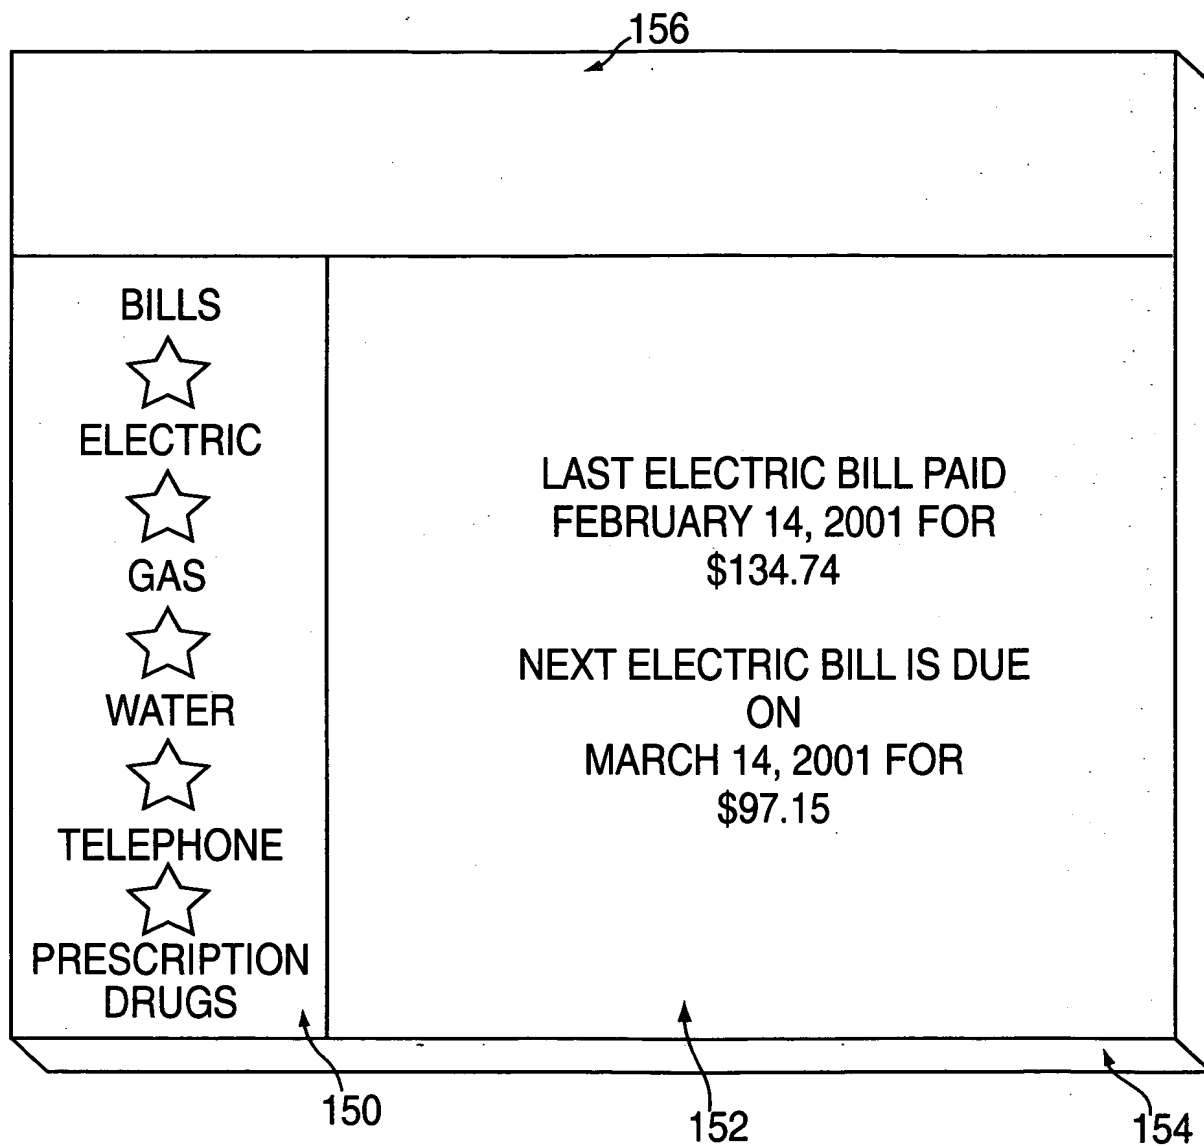 156
BILLS
ELECTRIC
GAS
WATER
TELEPHONE
PRESCRIPTION
DRUGS
LAST ELECTRIC BILL PAID
FEBRUARY 14, 2001 FOR
$134.74
NEXT ELECTRIC BILL IS DUE
ON
MARCH 14, 2001 FOR
$97.15
150
152
154